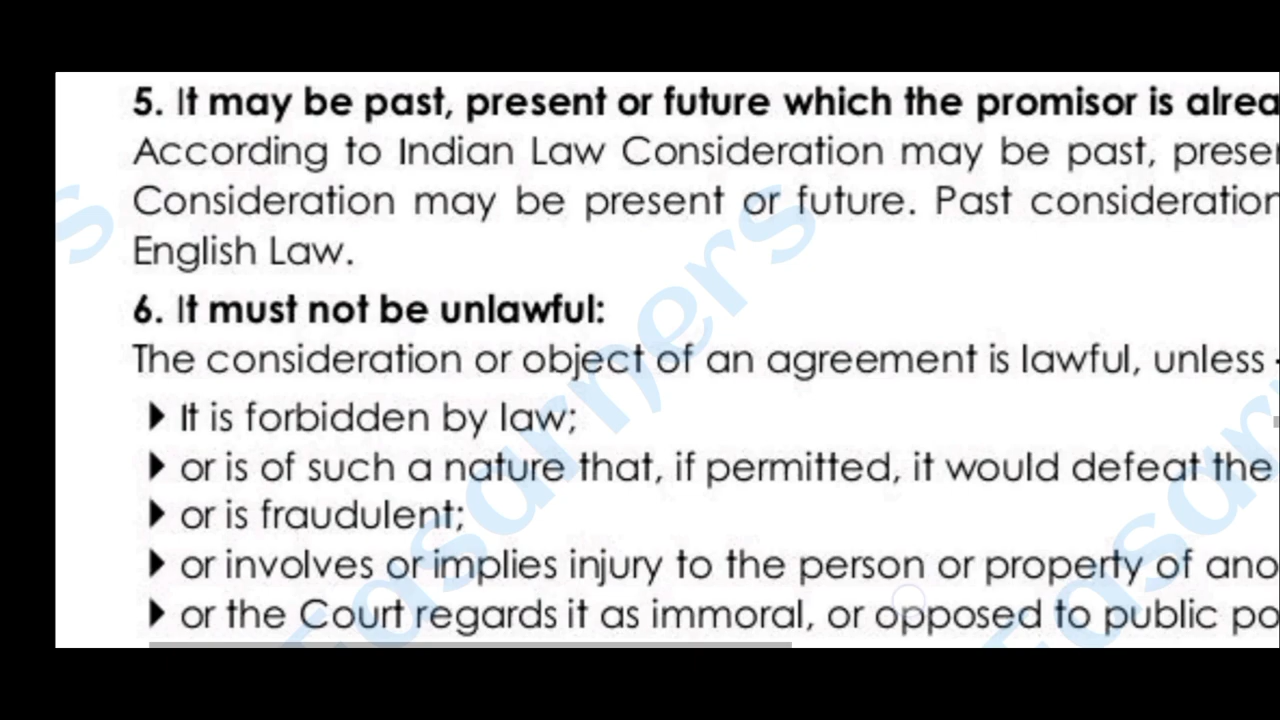 5. It may be past, present or future which the promisor is
According to Indian Law Consideration may be past,
Consideration may be present or future. Past consideration
English Law.
6. It must not be unlawful:
The consideration or object of an agreement is lawful, unless
It is forbidden by law;
or is of such a nature that, if permitted, it would defeat the
or is fraudulent;
or involves or implies injury to the person or property of
or the Court regards it as immoral, or opposed to public